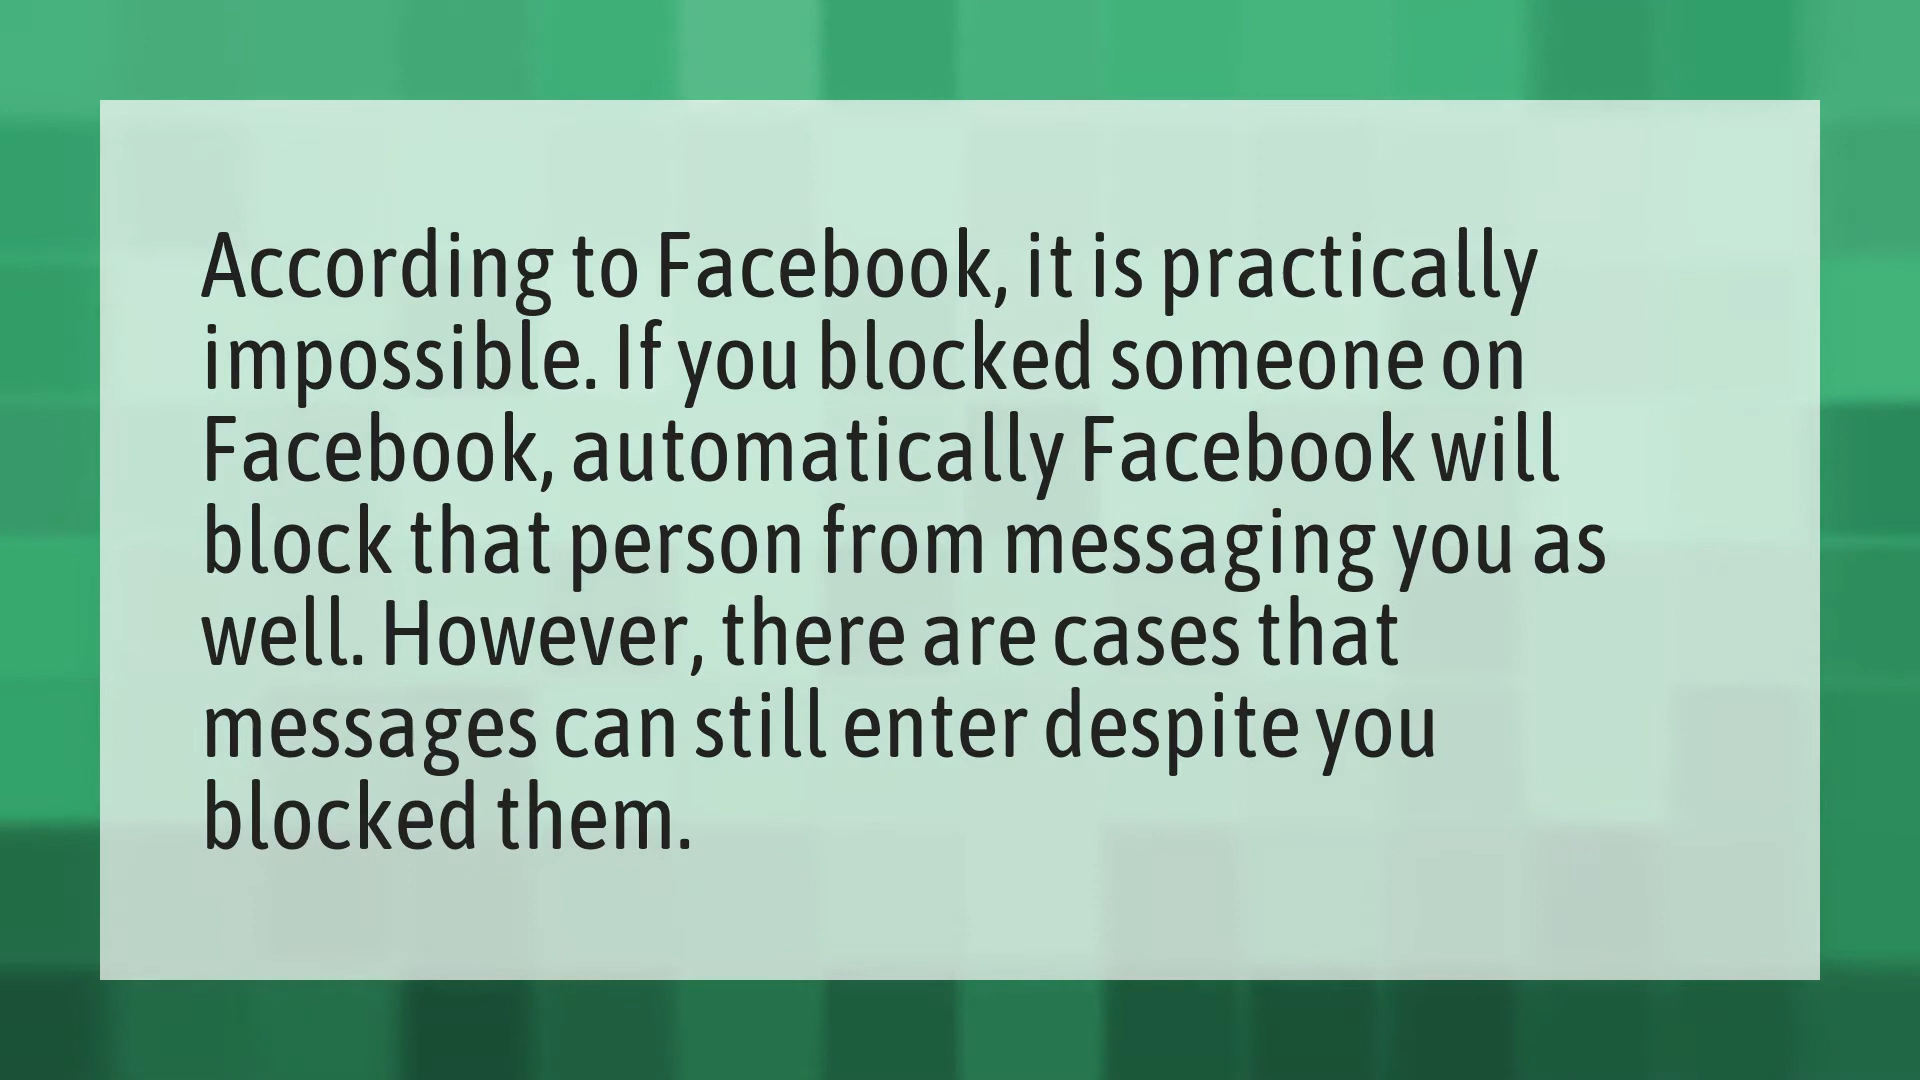 According to Facebook, it is practically
impossible. If you blocked someone on
Facebook, automatically Facebook will
block that person from messaging you as
well. However, there are cases that
messages can still enter despite you
blocked them.